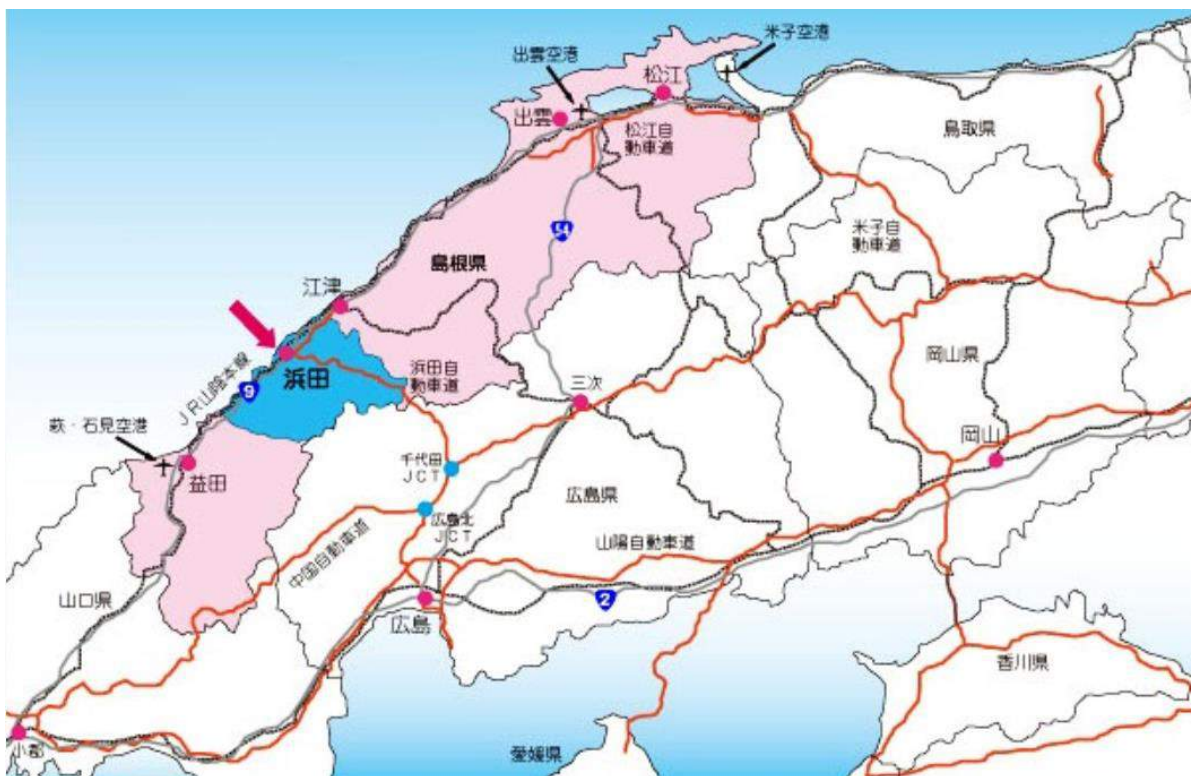 米子空港
出雲空港
松江
出雲
松江自
動車道
鳥取県
54
米子自
動車道
島根県
江津
岡山県
浜田自
動車道
浜田
三次
JR山陰本線
9
萩・石見空港
岡山
益田
千代田
JCT
広島県
広島北
JCT
山陽自動車道
中国自動車道
山口県
2
広島
香川県
小郡
愛媛県